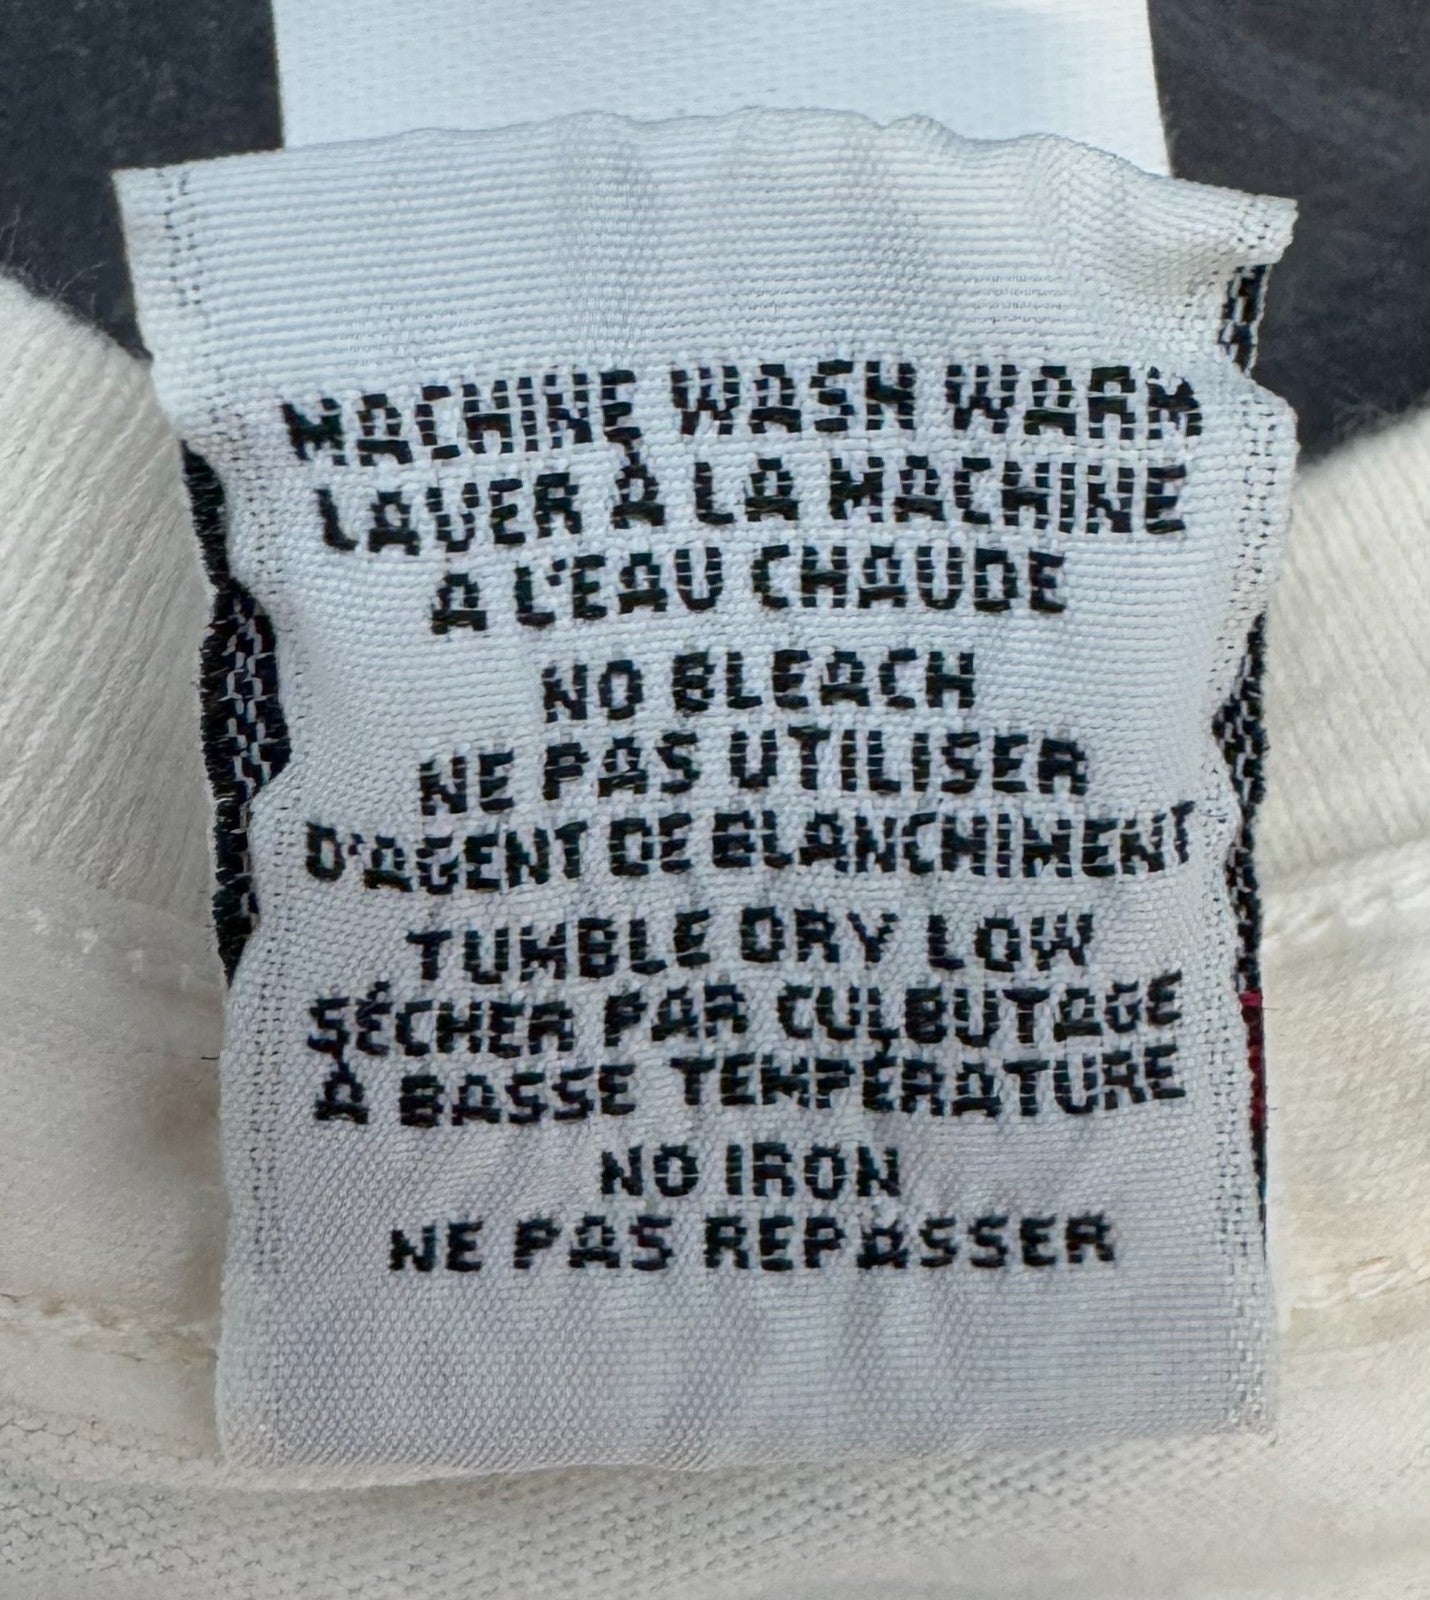 MACHINE WASH WARM
LAVER À LA MACHINE
A L'EAU CHAUDE
NO BLEACH
NE PAS UTILISER
D'AGENT DE BLANCHIMENT
TUMBLE DRY LOW
SÉCHER PAR CULBUTAGE
À BASSE TEMPÉRATURE
NO IRON
NE PAS REPASSER